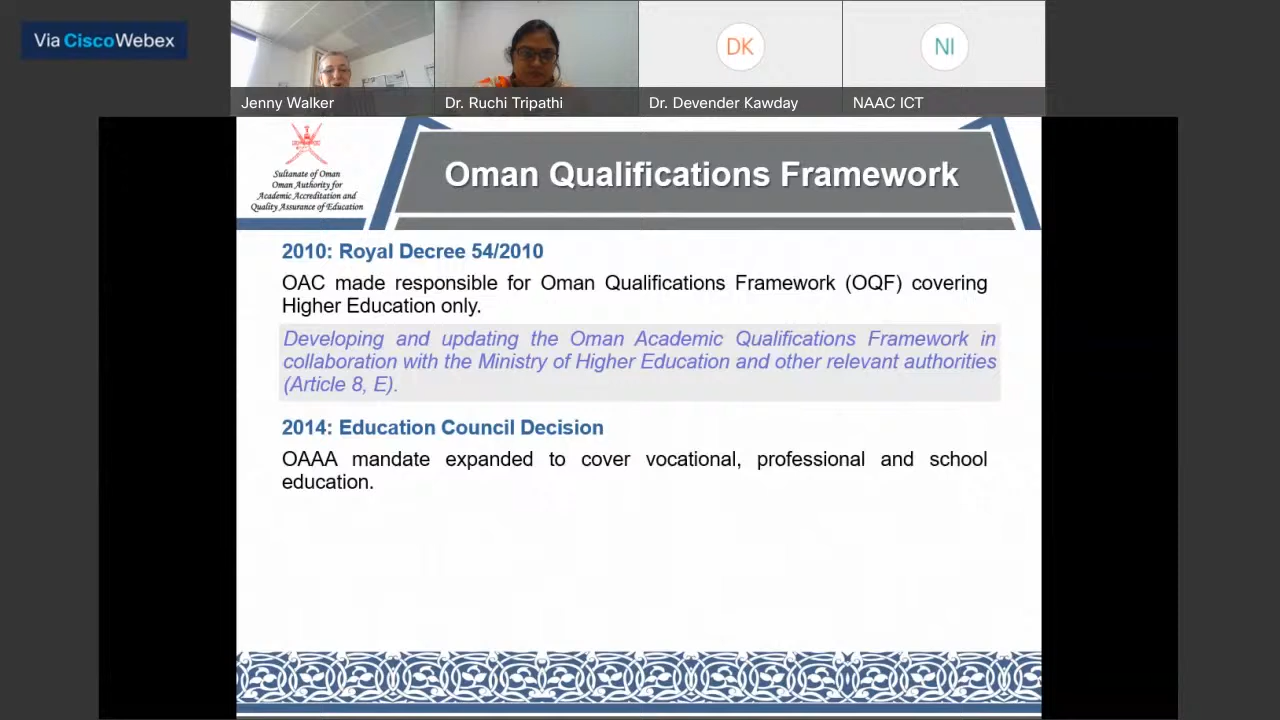 Via Cisco Webex
Jenny Walker
Dr. Ruchi Tripathi
Dr. Devender Kawday
NAAC ICT
DK
NI
Sultanate of Oman
Oman Authority for
Academic Accreditation and
Quality Assurance of Education
Oman Qualifications Framework
2010: Royal Decree 54/2010
OAC made responsible for Oman Qualifications Framework (OQF) covering
Higher Education only.
Developing and updating the Oman Academic Qualifications Framework in
collaboration with the Ministry of Higher Education and other relevant authorities
(Article 8, E).
2014: Education Council Decision
OAAA mandate expanded to cover vocational, professional and school
education.